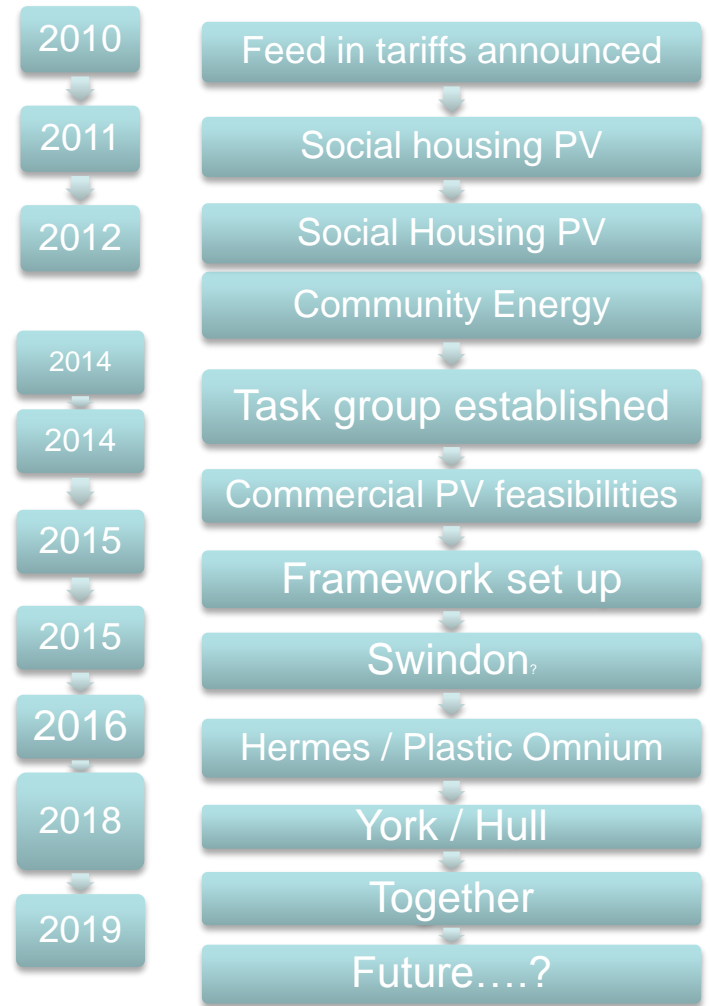 2010
Feed in tariffs announced
2011
Social housing PV
2012
Social Housing PV
Community Energy
2014
Task group established
2014
Commercial PV feasibilities
2015
Framework set up
2015
Swindon?
2016
Hermes / Plastic Omnium
2018
York / Hull
Together
2019
Future....?